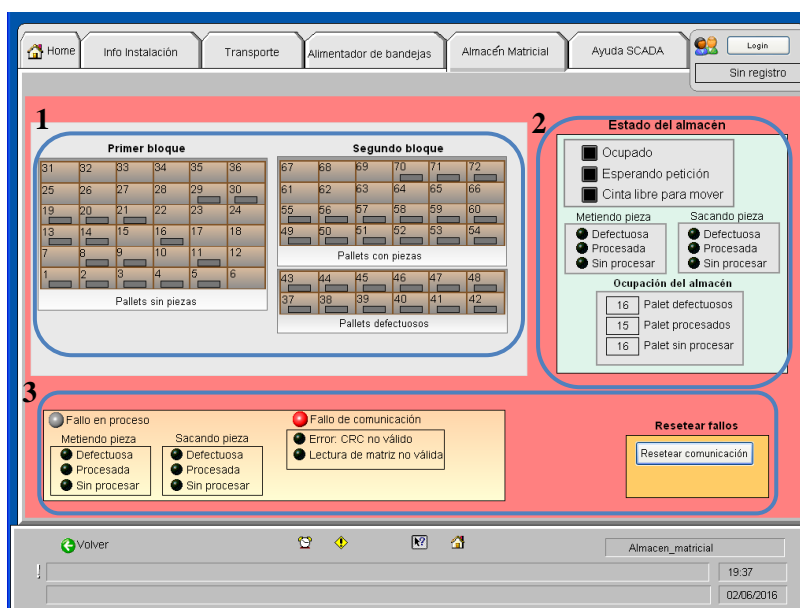 Home
Info Instalación
Transporte
Alimentador de bandejas
Almacén Matricial
Ayuda SCADA
Login
Sin registro
1
Primer bloque
31 32 33 34 35 36
25 26 27 28 29 30
19 20 21 22 23 24
13 14 15 16 17 18
7 8 9 10 11 12
1 2 3 4 5 6
Pallets sin piezas
Segundo bloque
67 68 69 70 71 72
61 62 63 64 65 66
55 56 57 58 59 60
49 50 51 52 53 54
Pallets con piezas
43 44 45 46 47 48
37 38 39 40 41 42
Pallets defectuosos
2
Estado del almacén
Ocupado
Esperando petición
Cinta libre para mover
Metiendo pieza
Defectuosa
Procesada
Sin procesar
Sacando pieza
Defectuosa
Procesada
Sin procesar
Ocupación del almacén
16 Palet defectuosos
15 Palet procesados
16 Palet sin procesar
3
Fallo en proceso
Metiendo pieza
Defectuosa
Procesada
Sin procesar
Sacando pieza
Defectuosa
Procesada
Sin procesar
Fallo de comunicación
Error: CRC no válido
Lectura de matriz no válida
Resetear fallos
Resetear comunicación
Volver
Almacen_matricial
19:37
02/06/2016